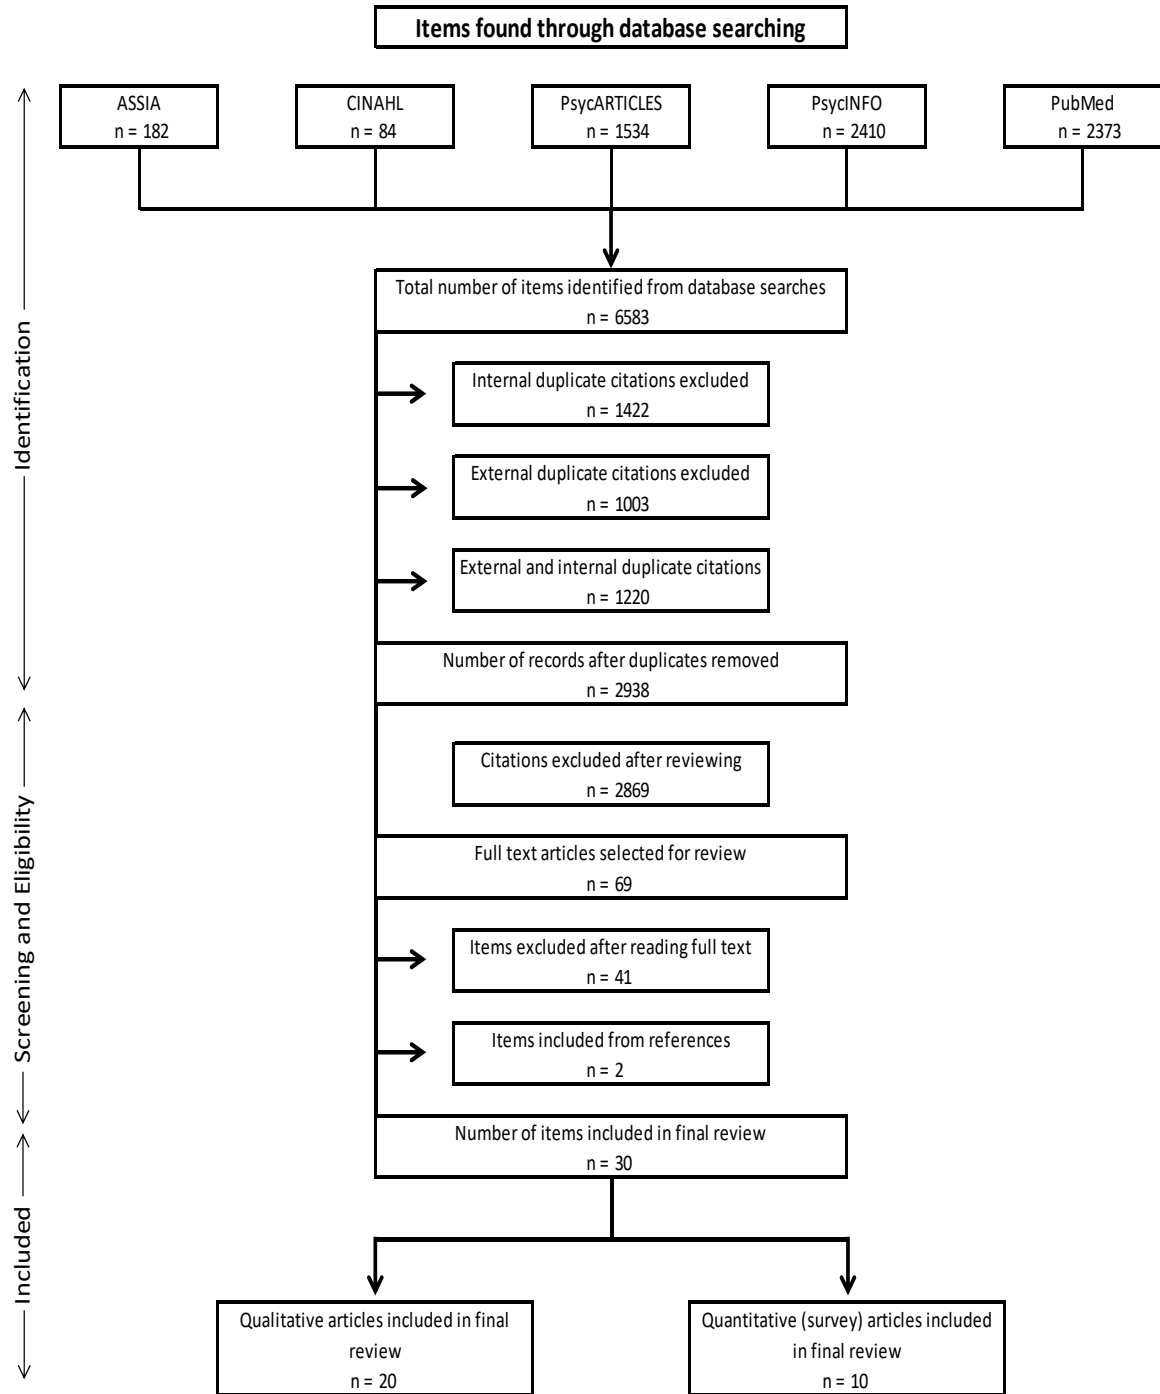 Items found through database searching
ASSIA
n = 182
CINAHL
n = 84
PsycARTICLES
n = 1534
PsycINFO
n = 2410
PubMed
n = 2373
Total number of items identified from database searches
n = 6583
Internal duplicate citations excluded
n = 1422
External duplicate citations excluded
n = 1003
External and internal duplicate citations
n = 1220
Number of records after duplicates removed
n = 2938
Citations excluded after reviewing
n = 2869
Full text articles selected for review
n = 69
Items excluded after reading full text
n = 41
Items included from references
n = 2
Number of items included in final review
n = 30
Qualitative articles included in final
review
n = 20
Quantitative (survey) articles included
in final review
n = 10
Identification
Screening and Eligibility
Included